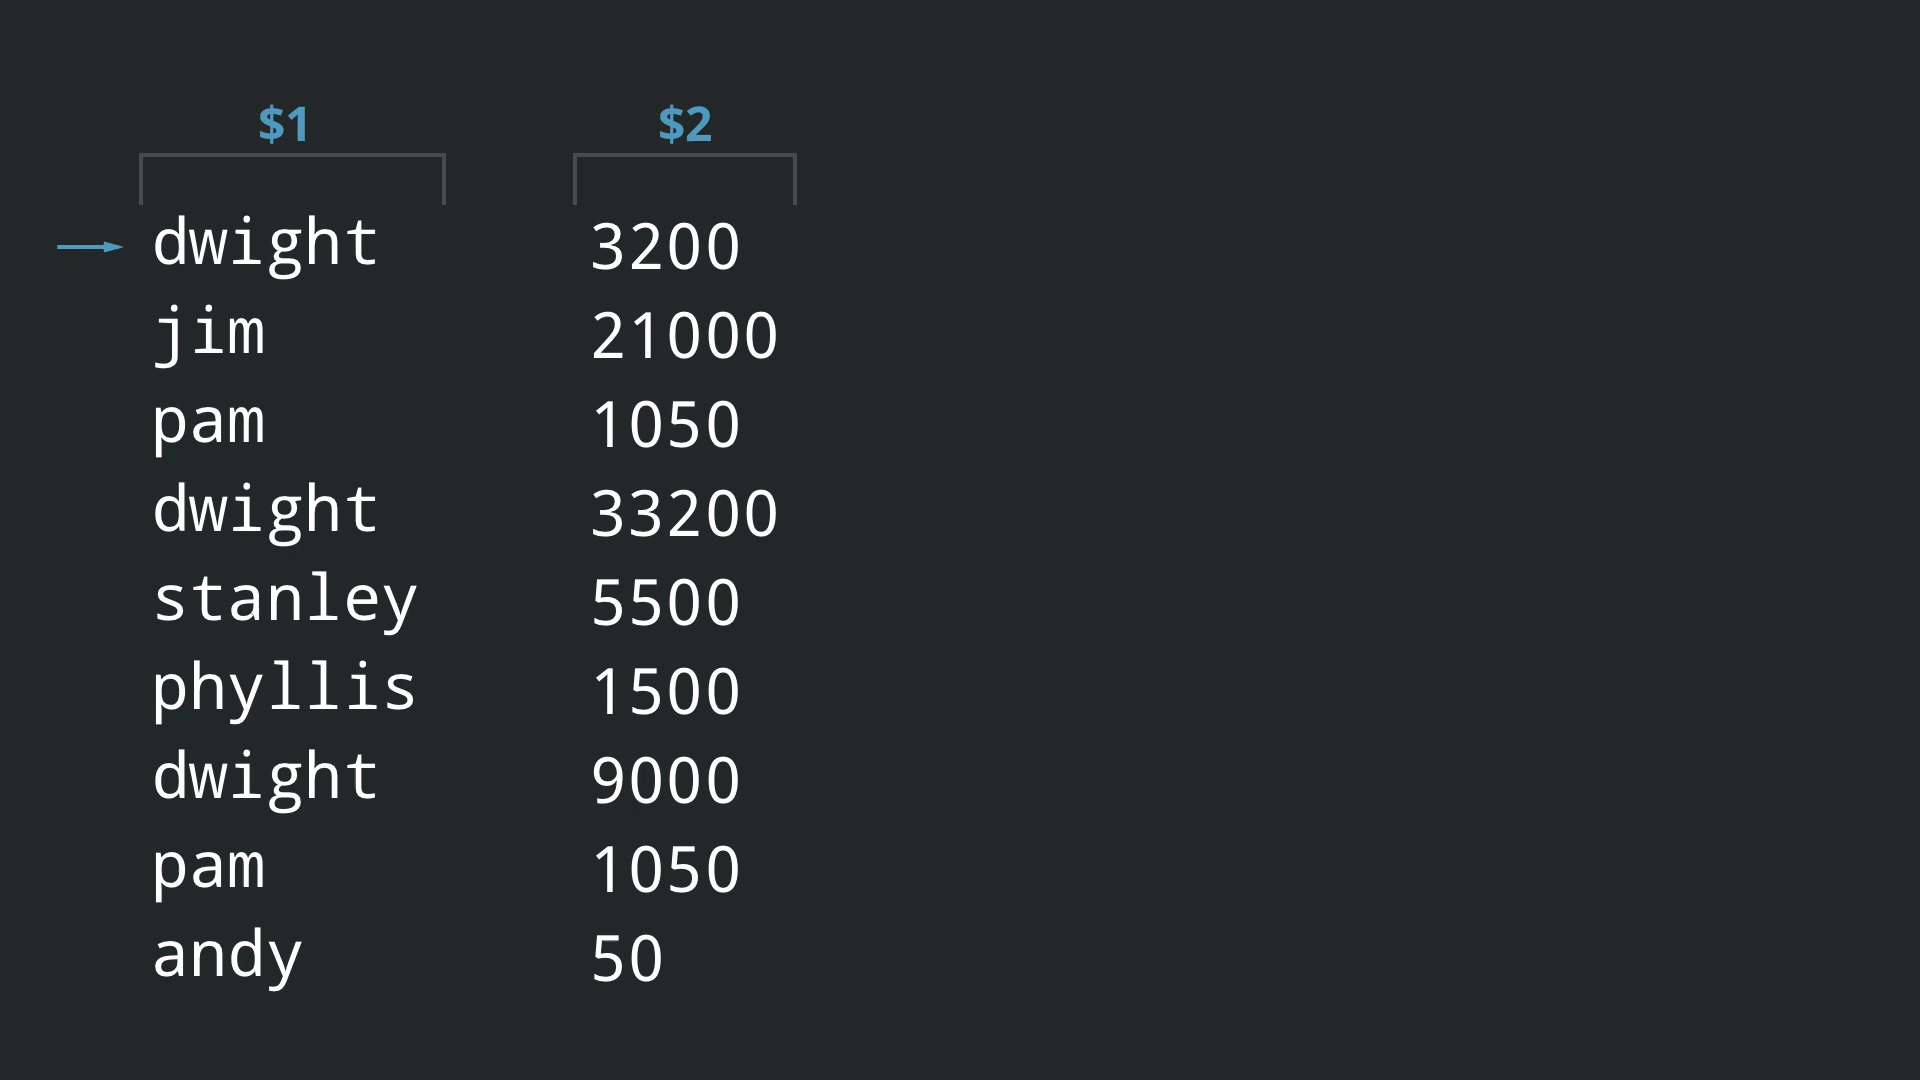 $1 $2
dwight 3200
jim 21000
pam 1050
dwight 33200
stanley 5500
phyllis 1500
dwight 9000
pam 1050
andy 50